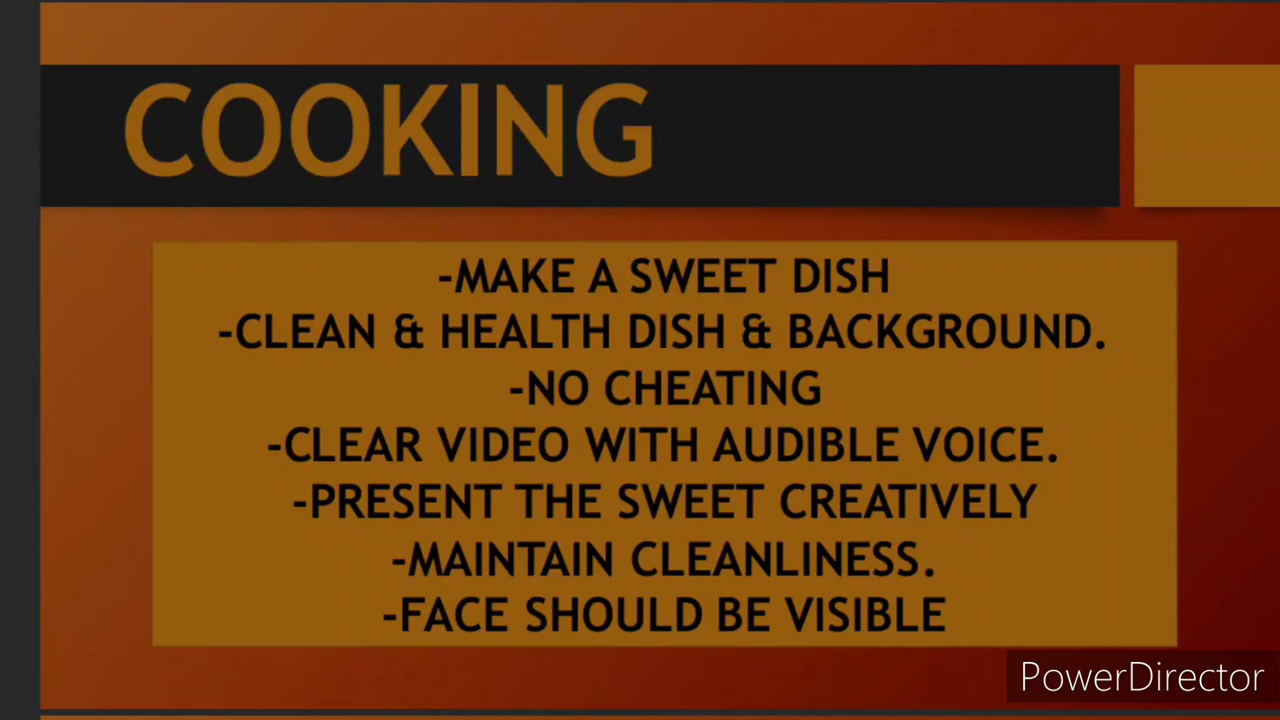 COOKING
-MAKE A SWEET DISH
-CLEAN & HEALTH DISH & BACKGROUND.
-NO CHEATING
-CLEAR VIDEO WITH AUDIBLE VOICE.
-PRESENT THE SWEET CREATIVELY
-MAINTAIN CLEANLINESS.
-FACE SHOULD BE VISIBLE
PowerDirector